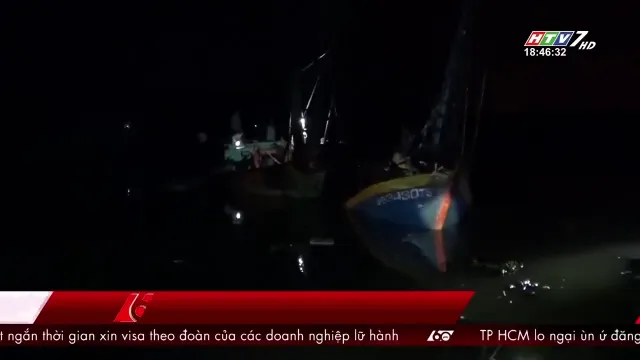 HTV7 HD
18:46:32
t ngắn thời gian xin visa theo đoàn của các doanh nghiệp lữ hành
TP HCM lo ngại ùn ứ đăng